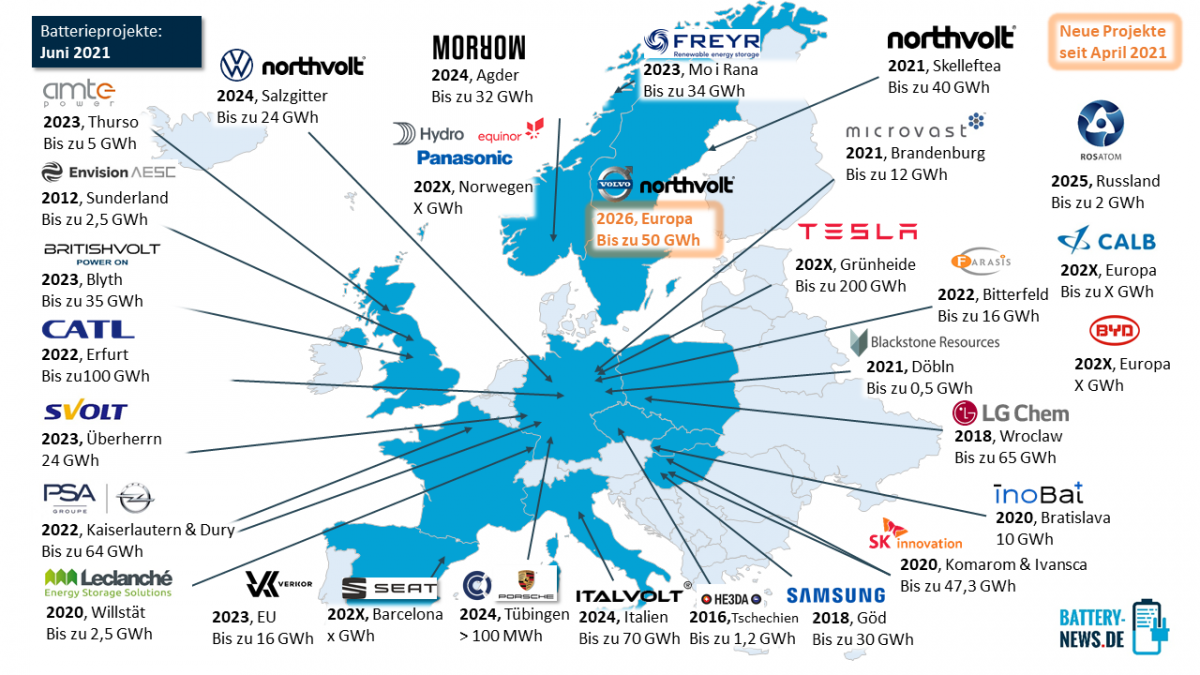 Batterieprojekte:
Juni 2021
Neue Projekte
seit April 2021
amte
power
2023, Thurso
Bis zu 5 GWh
northvolt
2024, Salzgitter
Bis zu 24 GWh
MORROW
2024, Agder
Bis zu 32 GWh
FREYR
Renewable energy storage
2023, Mo i Rana
Bis zu 34 GWh
northvolt
2021, Skelleftea
Bis zu 40 GWh
Hydro
equinor
Panasonic
202X, Norwegen
X GWh
microvast
2021, Brandenburg
Bis zu 12 GWh
ROSATOM
2025, Russland
Bis zu 2 GWh
Envision AESC
2012, Sunderland
Bis zu 2,5 GWh
VOLVO
northvolt
2026, Europa
Bis zu 50 GWh
TESLA
202X, Grünheide
Bis zu 200 GWh
CALB
202X, Europa
Bis zu X GWh
BRITISHVOLT
POWER ON
2023, Blyth
Bis zu 35 GWh
FARASIS
2022, Bitterfeld
Bis zu 16 GWh
CATL
2022, Erfurt
Bis zu100 GWh
BYD
202X, Europa
X GWh
Blackstone Resources
2021, Döbln
Bis zu 0,5 GWh
SVOLT
2023, Überherrn
24 GWh
LG Chem
2018, Wroclaw
Bis zu 65 GWh
PSA
GROUPE
2022, Kaiserlautern & Dury
Bis zu 64 GWh
inoBat
2020, Bratislava
10 GWh
SK innovation
2020, Komarom & Ivansca
Bis zu 47,3 GWh
Leclanché
Energy Storage Solutions
2020, Willstät
Bis zu 2,5 GWh
VERKOR
2023, EU
Bis zu 16 GWh
SEAT
202X, Barcelona
x GWh
PORSCHE
2024, Tübingen
> 100 MWh
ITALVOLT®
2024, Italien
Bis zu 70 GWh
HE3DA
2016,Tschechien
Bis zu 1,2 GWh
SAMSUNG
2018, Göd
Bis zu 30 GWh
BATTERY-
NEWS.DE